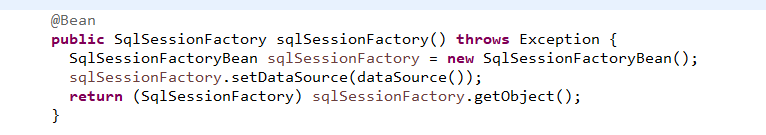 @Bean
public SqlSessionFactory sqlSessionFactory() throws Exception {
SqlSessionFactoryBean sqlSessionFactory = new SqlSessionFactoryBean();
sqlSessionFactory.setDataSource(dataSource());
return (SqlSessionFactory) sqlSessionFactory.getObject();
}